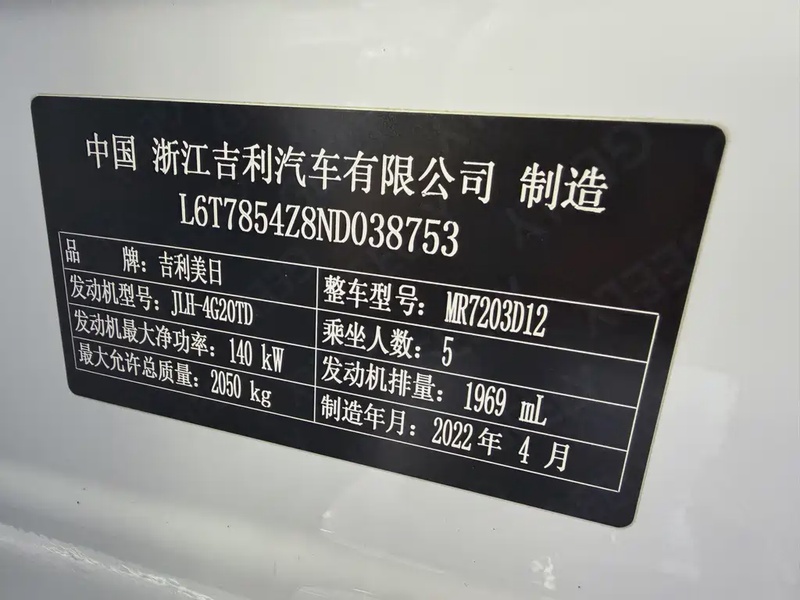 中国 浙江吉利汽车有限公司 制造
L6T7854Z8ND038753
品 牌：吉利美日
整车型号：MR7203D12
发动机型号：JLH-4G20TD
乘坐人数：5
发动机最大净功率：140 kW
发动机排量：1969 mL
最大允许总质量：2050 kg
制造年月：2022年 4 月